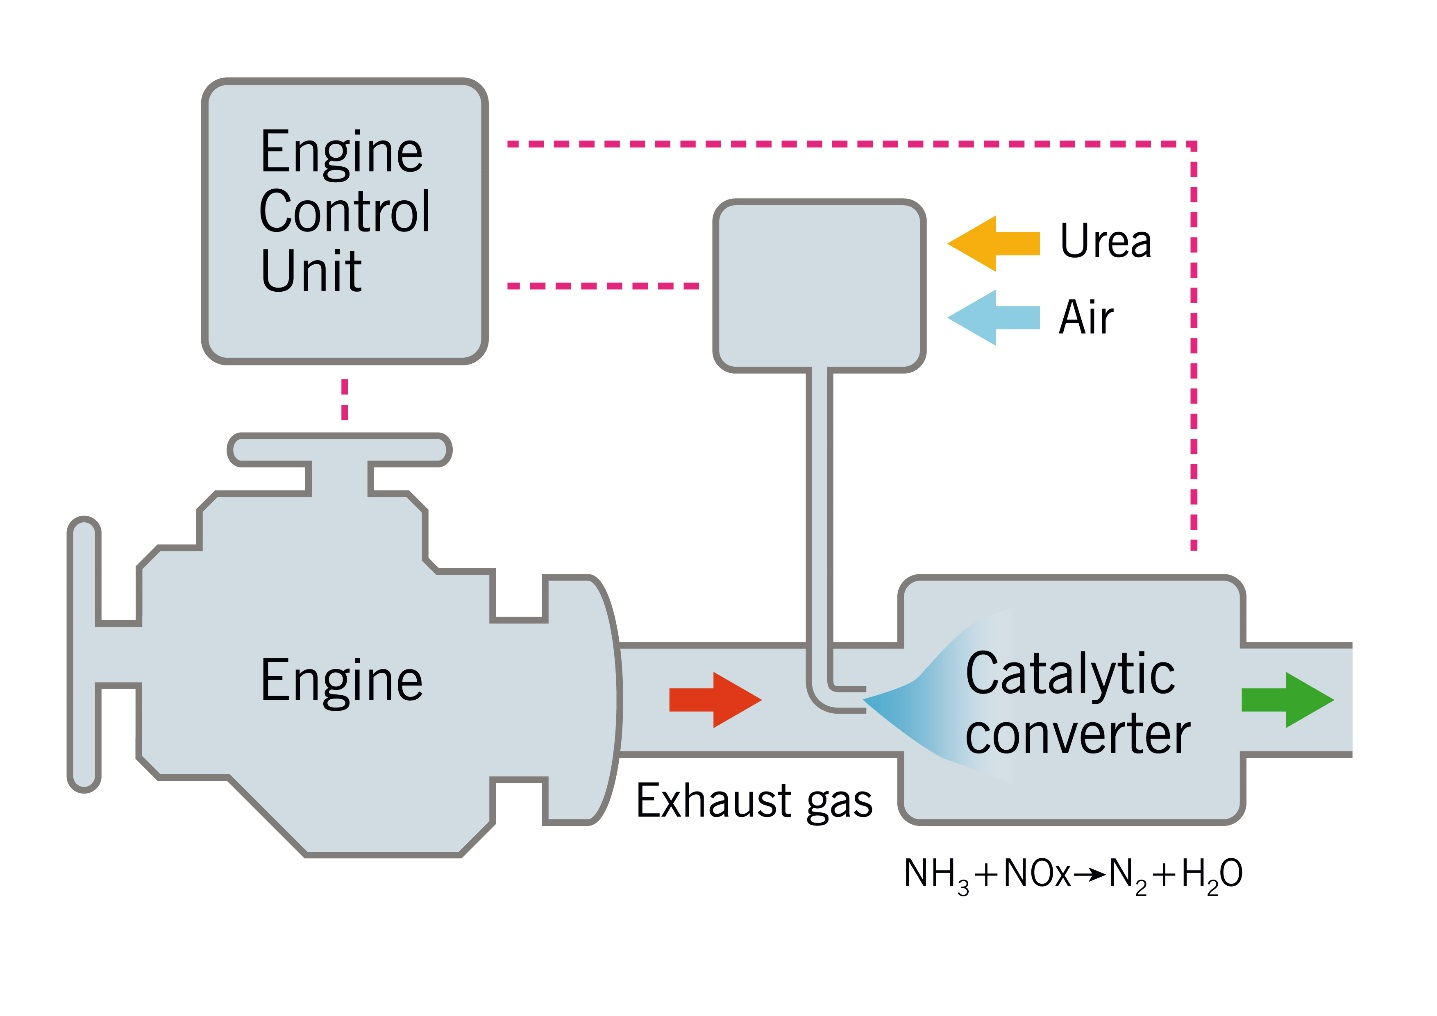 Engine
Control
Unit
Urea
Air
Engine
Catalytic
converter
Exhaust gas
NH₃+NOx→N₂+H₂O